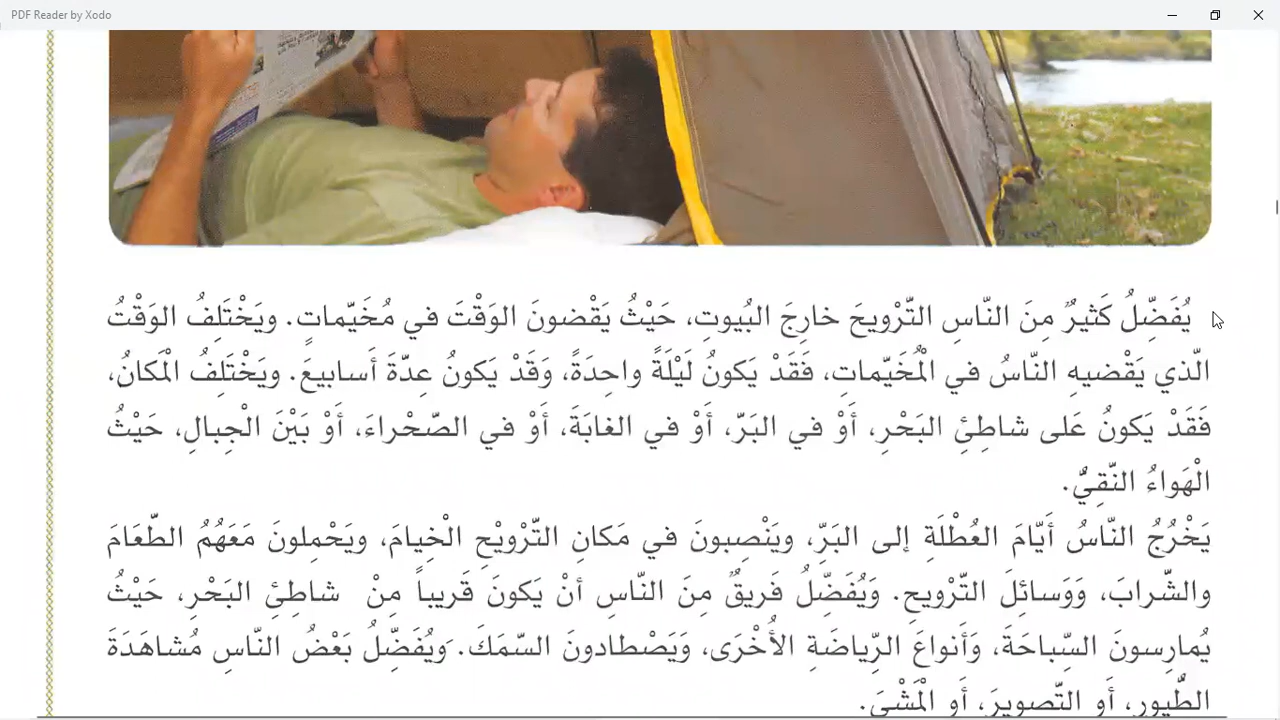 PDF Reader by Xodo
يُفَضِّلُ كَثيرٌ مِنَ النّاسِ التّرْويحَ خارِجَ البُيوتِ، حَيْثُ يَقْضونَ الوَقْتَ في مُخَيّماتٍ. ويَخْتَلِفُ الوَقْتُ
الّذي يَقْضيهِ النّاسُ في الْمُخَيّماتِ، فَقَدْ يَكونُ لَيْلَةً واحِدَةً، وَقَدْ يَكونُ عِدّةَ أَسابيعَ. ويَخْتَلِفُ الْمَكانُ،
فَقَدْ يَكونُ عَلى شاطِئِ البَحْرِ، أَوْ في البَرّ، أَوْ في الغابَةَ، أَوْ في الصّحْراءَ، أَوْ بَيْنَ الْجِبالِ، حَيْثُ
الْهَواءُ النّقِيُّ.
يَخْرُجُ النّاسُ أَيّامَ العُطْلَةِ إلى البَرِّ، ويَنْصِبونَ في مَكانِ التّرْوِيْحِ الْخِيامَ، ويَحْمِلونَ مَعَهُمُ الطّعَامَ
والشّرابَ، وَوَسائِلَ التّرْويحِ. وَيُفَضِّلُ فَريقٌ مِنَ النّاسِ أنْ يَكونَ قَريباً مِنْ شاطِئِ البَحْرِ، حَيْثُ
يُمارِسونَ السِّباحَةَ، وَأَنواعَ الرِّياضَةِ الأُخْرَى، وَيَصْطادونَ السّمَكَ. وَيُفَضِّلُ بَعْضُ النّاسِ مُشاهَدَةَ
الطّيورِ، أَو التّصويرَ، أَو الْمَشْيَ.